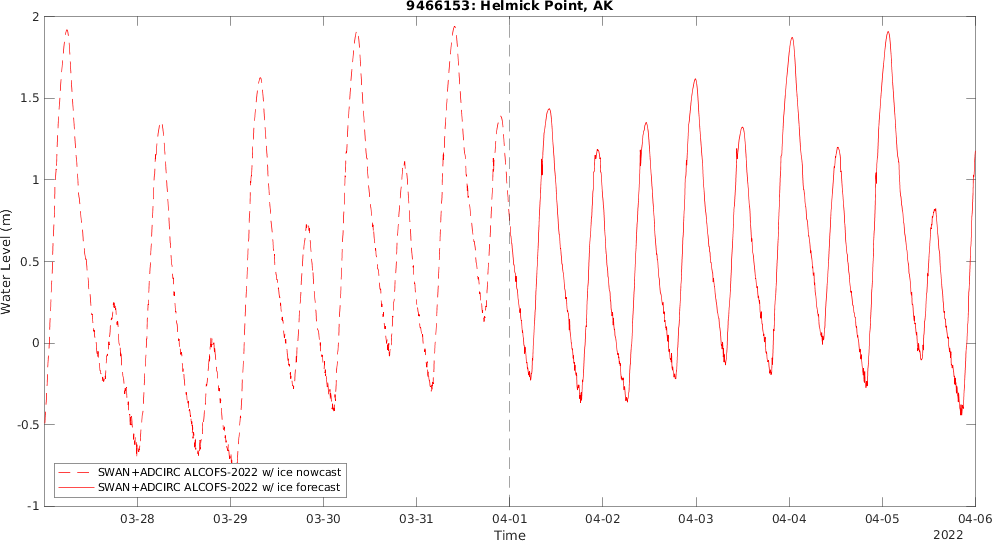 9466153: Helmick Point, AK
2
1.5
1
0.5
0
-0.5
-1
Water Level (m)
SWAN+ADCIRC ALCOFS-2022 w/ ice nowcast
SWAN+ADCIRC ALCOFS-2022 w/ ice forecast
03-28 03-29 03-30 03-31 04-01 04-02 04-03 04-04 04-05 04-06
Time
2022